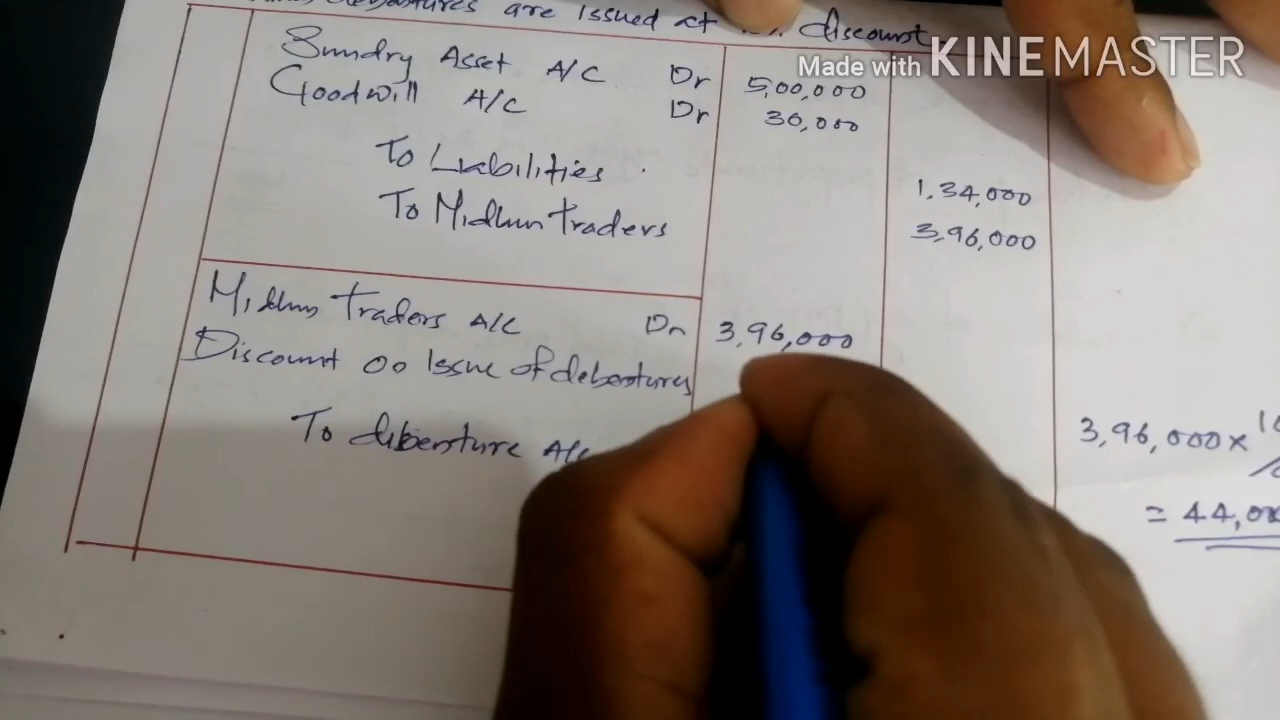 debentures are issued at discount
Made with KINEMASTER
Sundry Asset A/C Dr 5,00,000
Goodwill A/C Dr 30,000
To Liabilities 1,34,000
To Midhun Traders 3,96,000
Midhun Traders A/C Dr 3,96,000
Discount on Issue of debentures
To debenture A/c
3,96,000 ×
= 44,0